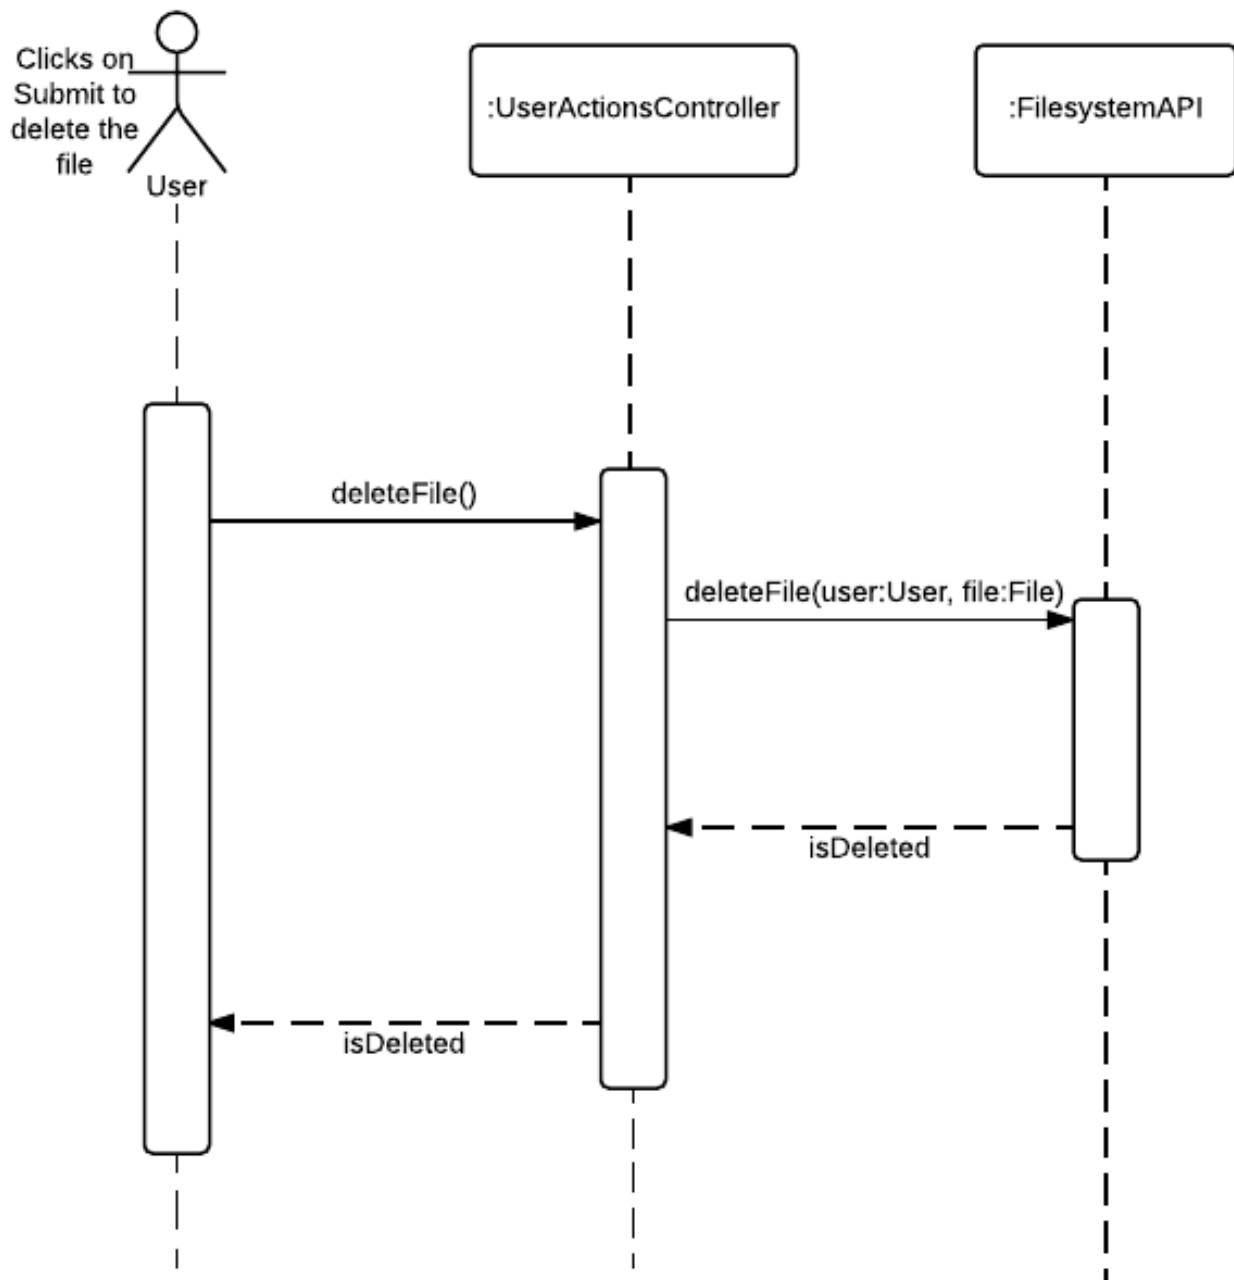 Clicks on
Submit to
delete the
file
User
:UserActionsController
:FilesystemAPI
deleteFile()
deleteFile(user:User, file:File)
isDeleted
isDeleted